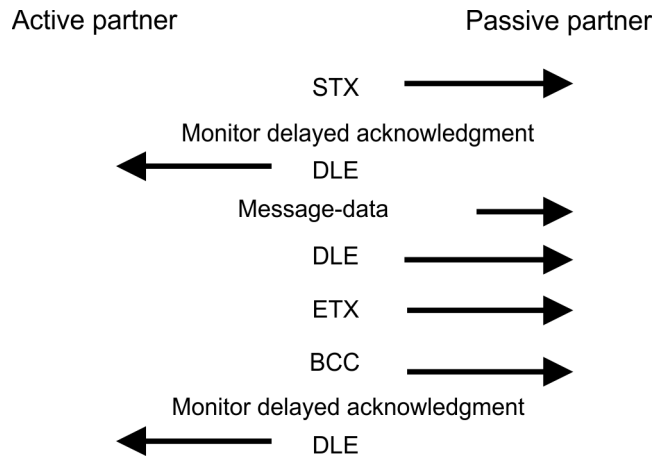 Active partner Passive partner
STX
Monitor delayed acknowledgment
DLE
Message-data
DLE
ETX
BCC
Monitor delayed acknowledgment
DLE